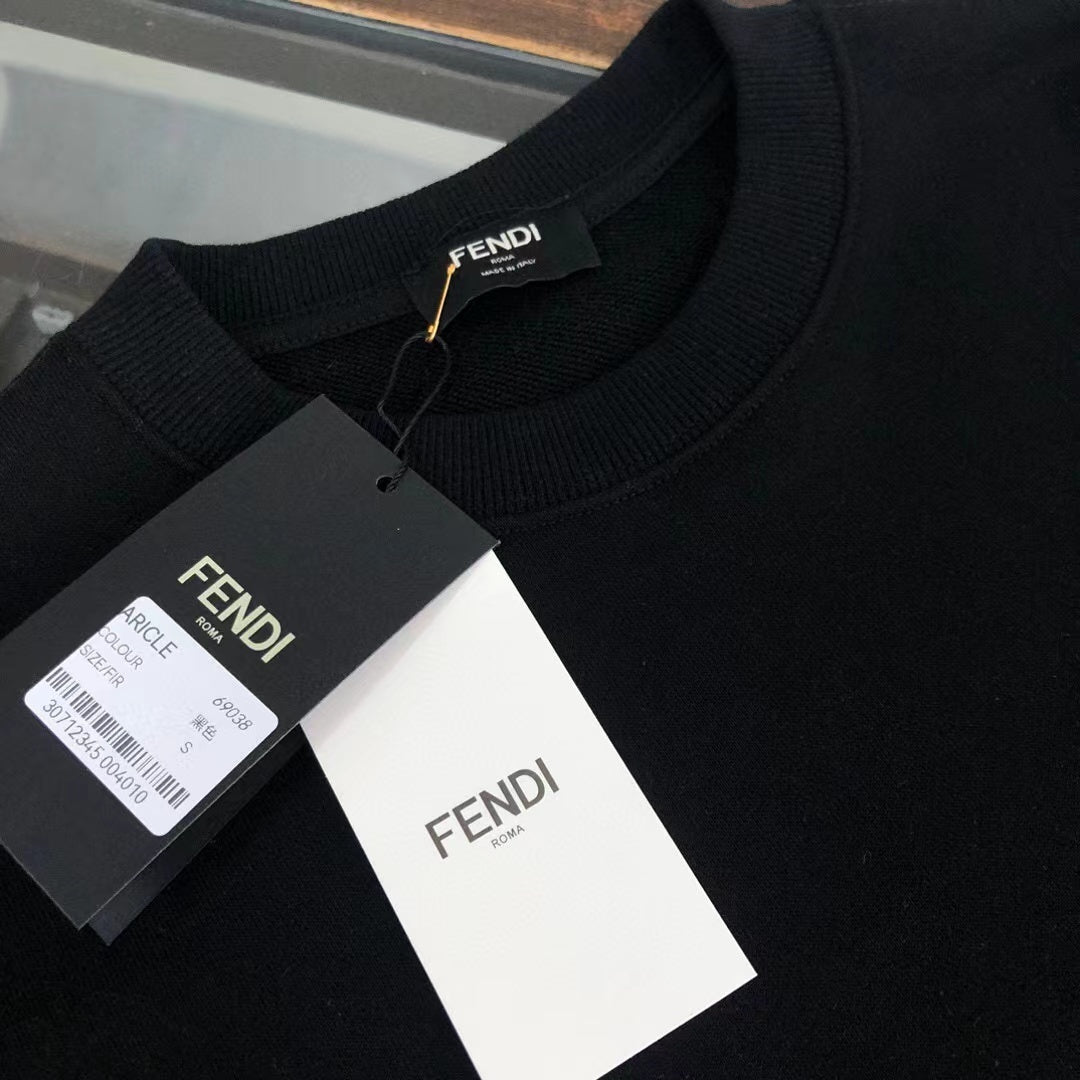 FENDI
ROMA
MADE IN ITALY
FENDI
ROMA
ARICLE 69038
COLOUR 黑色
SIZE/FIR S
30712345 004010
FENDI
ROMA